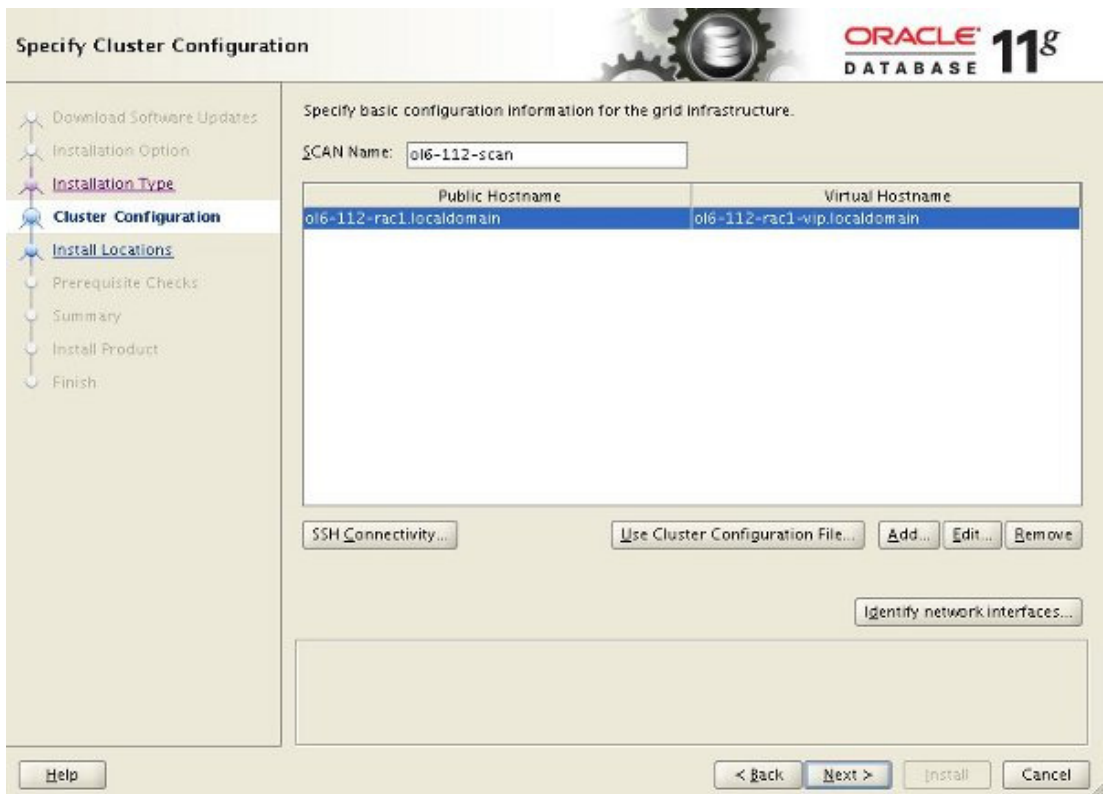 Specify Cluster Configuration
ORACLE
DATABASE
11g
Download Software Updates
Installation Option
Installation Type
Cluster Configuration
Install Locations
Prerequisite Checks
Summary
Install Product
Finish
Specify basic configuration information for the grid infrastructure.
SCAN Name: ol6-112-scan
Public Hostname Virtual Hostname
ol6-112-rac1.localdomain ol6-112-rac1-vip.localdomain
SSH Connectivity... Use Cluster Configuration File... Add... Edit... Remove
Identify network interfaces...
Help < Back Next > Install Cancel